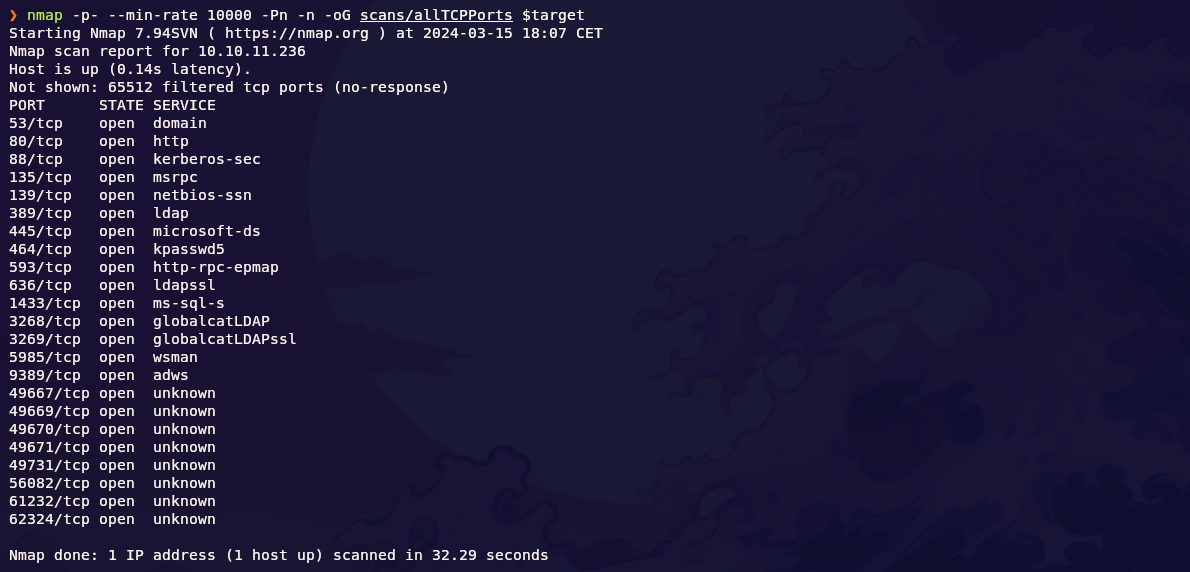 ❯ nmap -p- --min-rate 10000 -Pn -n -oG scans/allTCPPorts $target
Starting Nmap 7.94SVN ( https://nmap.org ) at 2024-03-15 18:07 CET
Nmap scan report for 10.10.11.236
Host is up (0.14s latency).
Not shown: 65512 filtered tcp ports (no-response)
PORT      STATE SERVICE
53/tcp    open  domain
80/tcp    open  http
88/tcp    open  kerberos-sec
135/tcp   open  msrpc
139/tcp   open  netbios-ssn
389/tcp   open  ldap
445/tcp   open  microsoft-ds
464/tcp   open  kpasswd5
593/tcp   open  http-rpc-epmap
636/tcp   open  ldapssl
1433/tcp  open  ms-sql-s
3268/tcp  open  globalcatLDAP
3269/tcp  open  globalcatLDAPssl
5985/tcp  open  wsman
9389/tcp  open  adws
49667/tcp open  unknown
49669/tcp open  unknown
49670/tcp open  unknown
49671/tcp open  unknown
49731/tcp open  unknown
56082/tcp open  unknown
61232/tcp open  unknown
62324/tcp open  unknown
Nmap done: 1 IP address (1 host up) scanned in 32.29 seconds